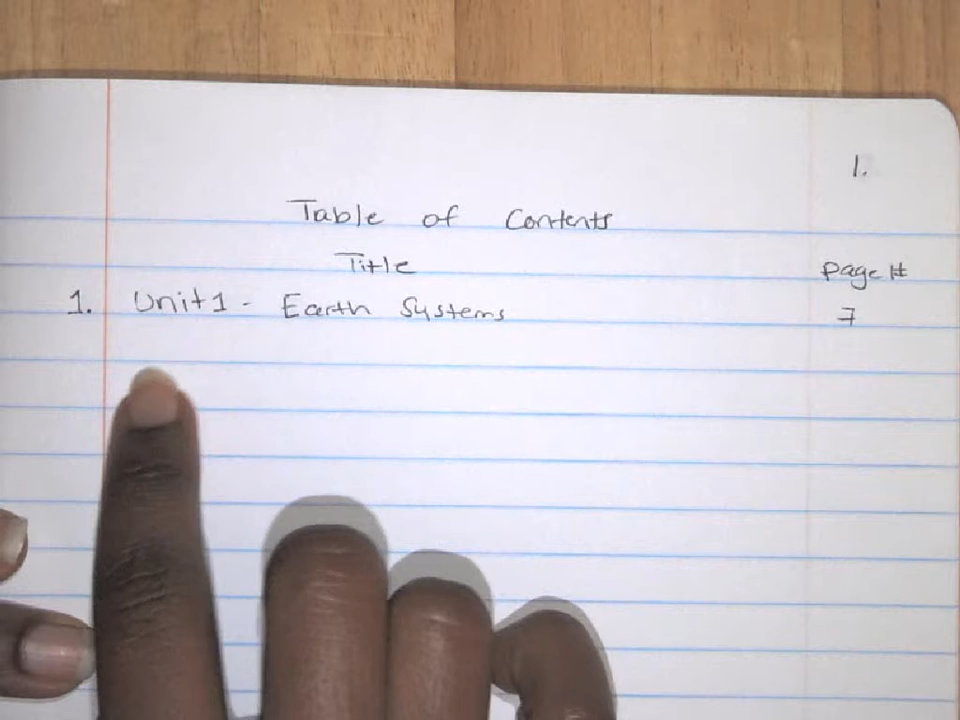 1.
Table of Contents
Title Page #
1. Unit 1 - Earth Systems 7